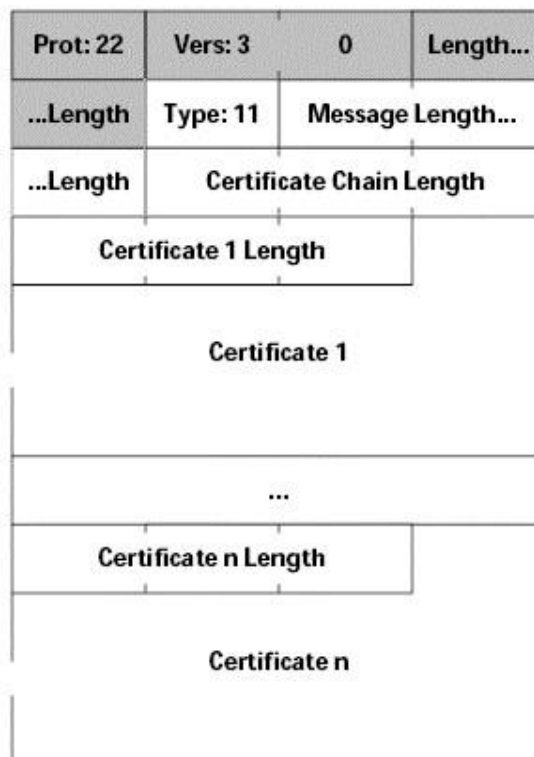 Prot: 22 Vers: 3 0 Length...
...Length Type: 11 Message Length...
...Length Certificate Chain Length
Certificate 1 Length
Certificate 1
...
Certificate n Length
Certificate n